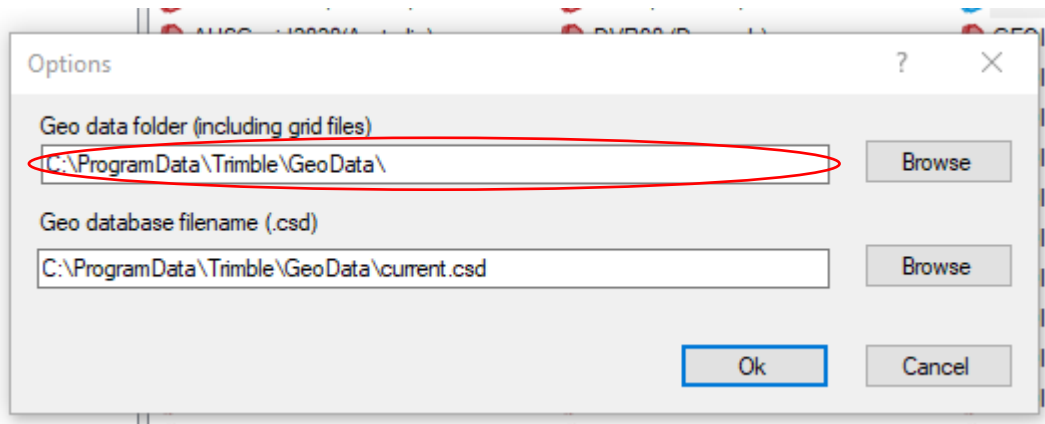 Options
?
Geo data folder (including grid files)
C:\ProgramData\Trimble\GeoData\
Browse
Geo database filename (.csd)
C:\ProgramData\Trimble\GeoData\current.csd
Browse
Ok
Cancel